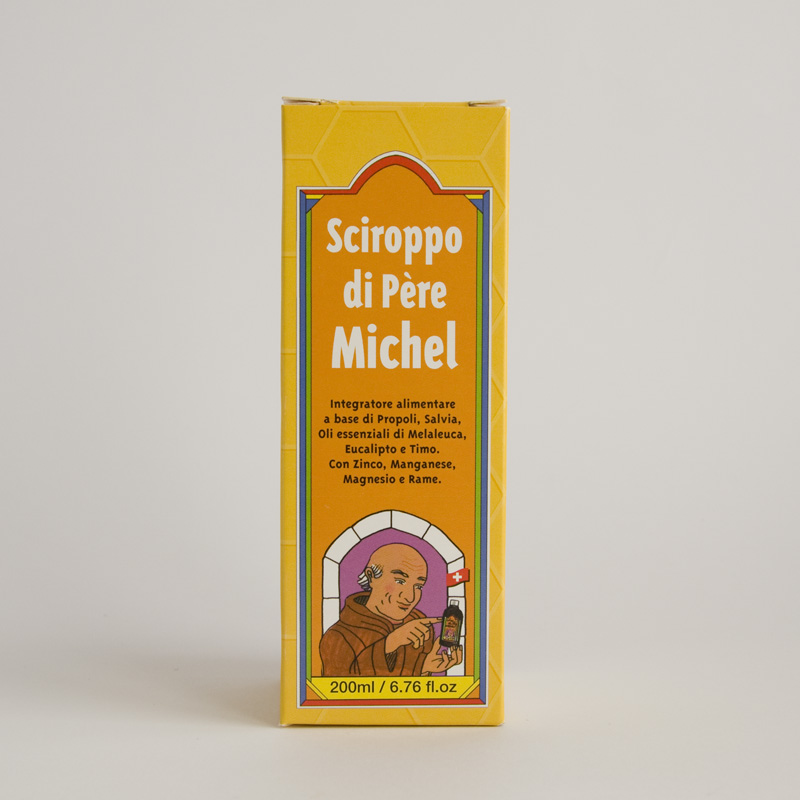 Sciroppo
di Père
Michel
Integratore alimentare
a base di Propoli, Salvia,
Oli essenziali di Melaleuca,
Eucalipto e Timo.
Con Zinco, Manganese,
Magnesio e Rame.
200ml / 6.76 fl.oz